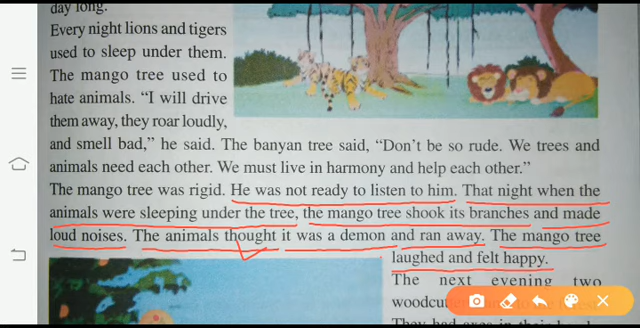 day long.
Every night lions and tigers
used to sleep under them.
The mango tree used to
hate animals. “I will drive
them away, they roar loudly,
and smell bad,” he said. The banyan tree said, “Don’t be so rude. We trees and
animals need each other. We must live in harmony and help each other.”
The mango tree was rigid. He was not ready to listen to him. That night when the
animals were sleeping under the tree, the mango tree shook its branches and made
loud noises. The animals thought it was a demon and ran away. The mango tree
laughed and felt happy.
The next evening two
They had axes in their